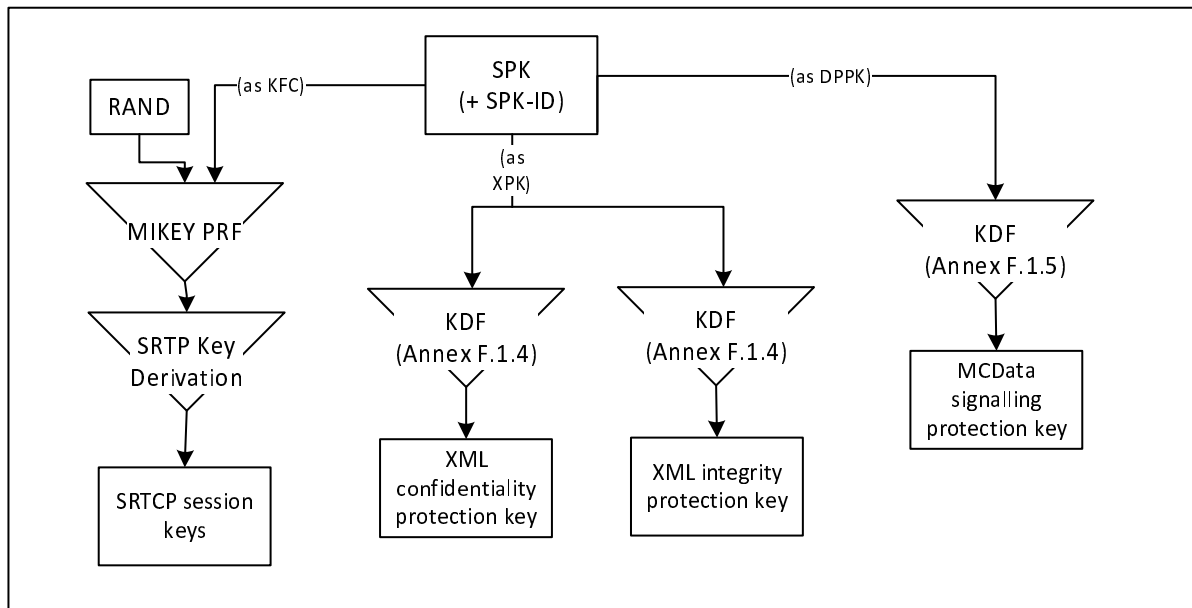 SPK
(+ SPK-ID)
(as KFC)
(as DPPK)
RAND
(as
XPK)
MIKEY PRF
KDF
(Annex F.1.5)
KDF
(Annex F.1.4)
KDF
(Annex F.1.4)
SRTP Key
Derivation
MCData
signalling
protection key
XML
confidentiality
protection key
XML integrity
protection key
SRTCP session
keys